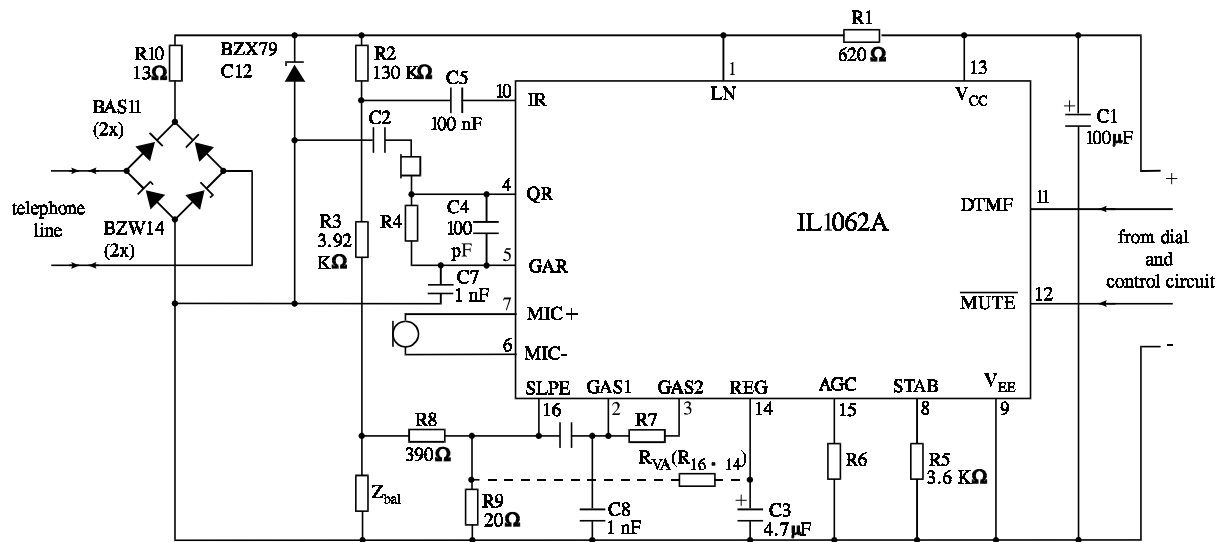 R1
620 Ω
R10
13Ω
BZX79
C12
R2
130 KΩ
C5
100 nF
10
IR
1
LN
13
VCC
+
C1
100µF
BAS11
(2x)
C2
telephone
line
BZW14
(2x)
R3
3.92
KΩ
R4
C4
100
pF
4
QR
5
GAR
C7
1 nF
7
MIC+
6
MIC-
IL1062A
DTMF
11
MUTE
12
+
from dial
and
control circuit
-
SLPE
GAS1
GAS2
REG
AGC
STAB
VEE
16
2
3
14
15
8
9
R8
390Ω
R7
RVA(R16 · 14)
R6
R5
3.6 KΩ
Zbal
R9
20Ω
C8
1 nF
+
C3
4.7µF